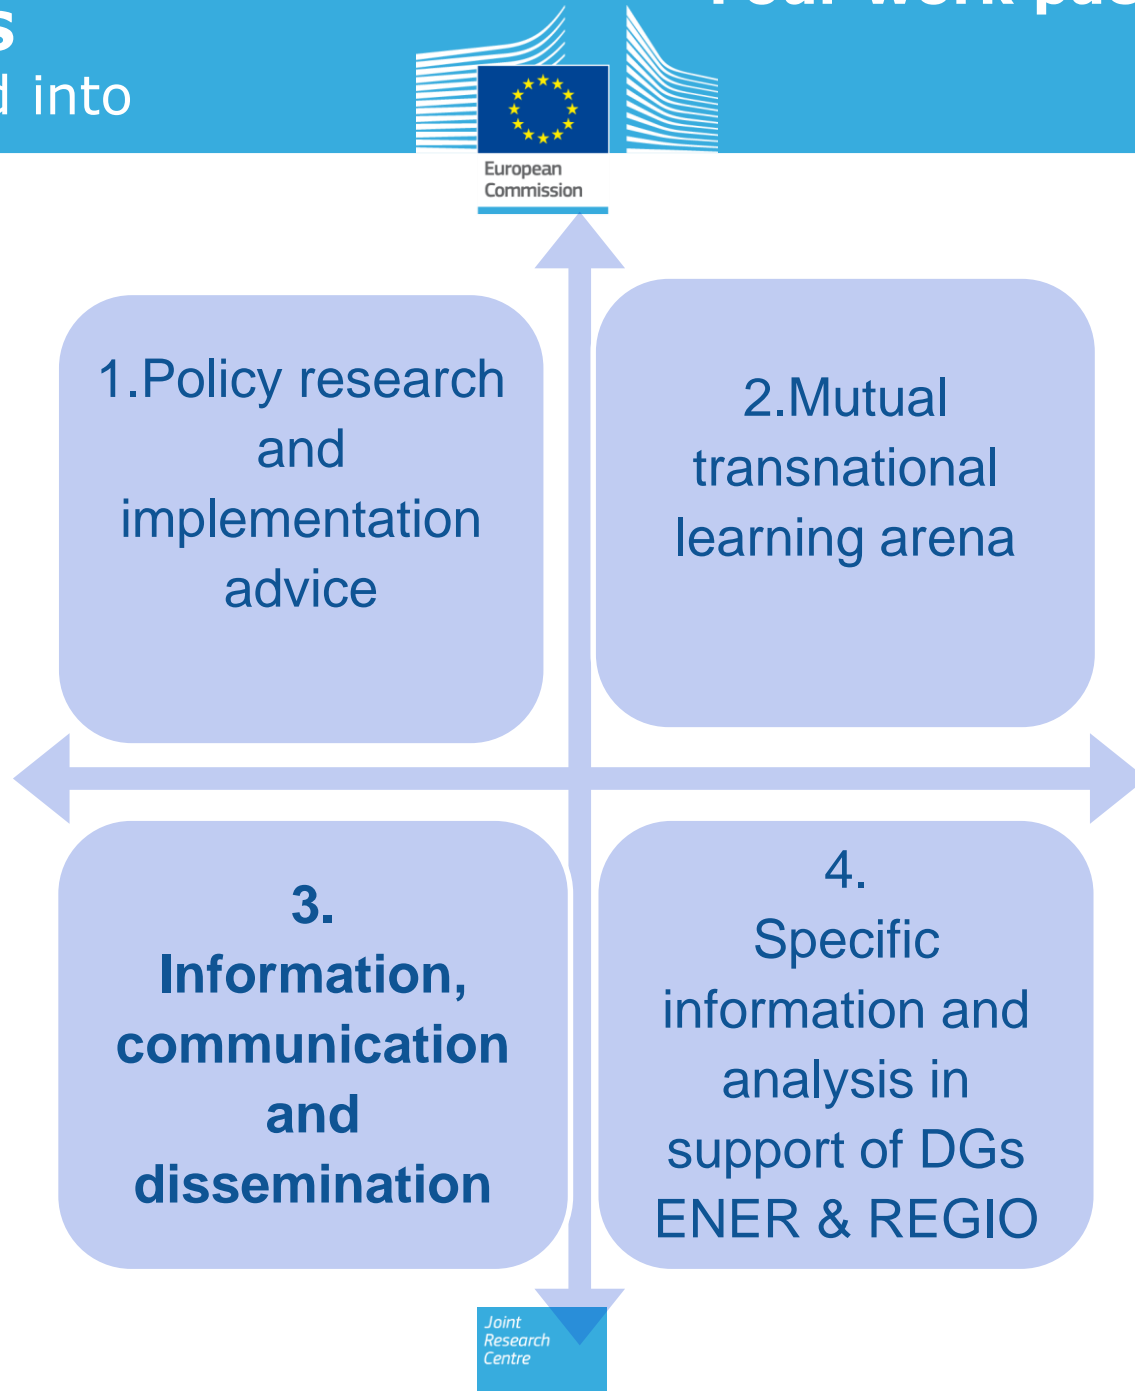 s
d into
European
Commission
1.Policy research
and
implementation
advice
2.Mutual
transnational
learning arena
3.
Information,
communication
and
dissemination
4.
Specific
information and
analysis in
support of DGs
ENER & REGIO
Joint
Research
Centre